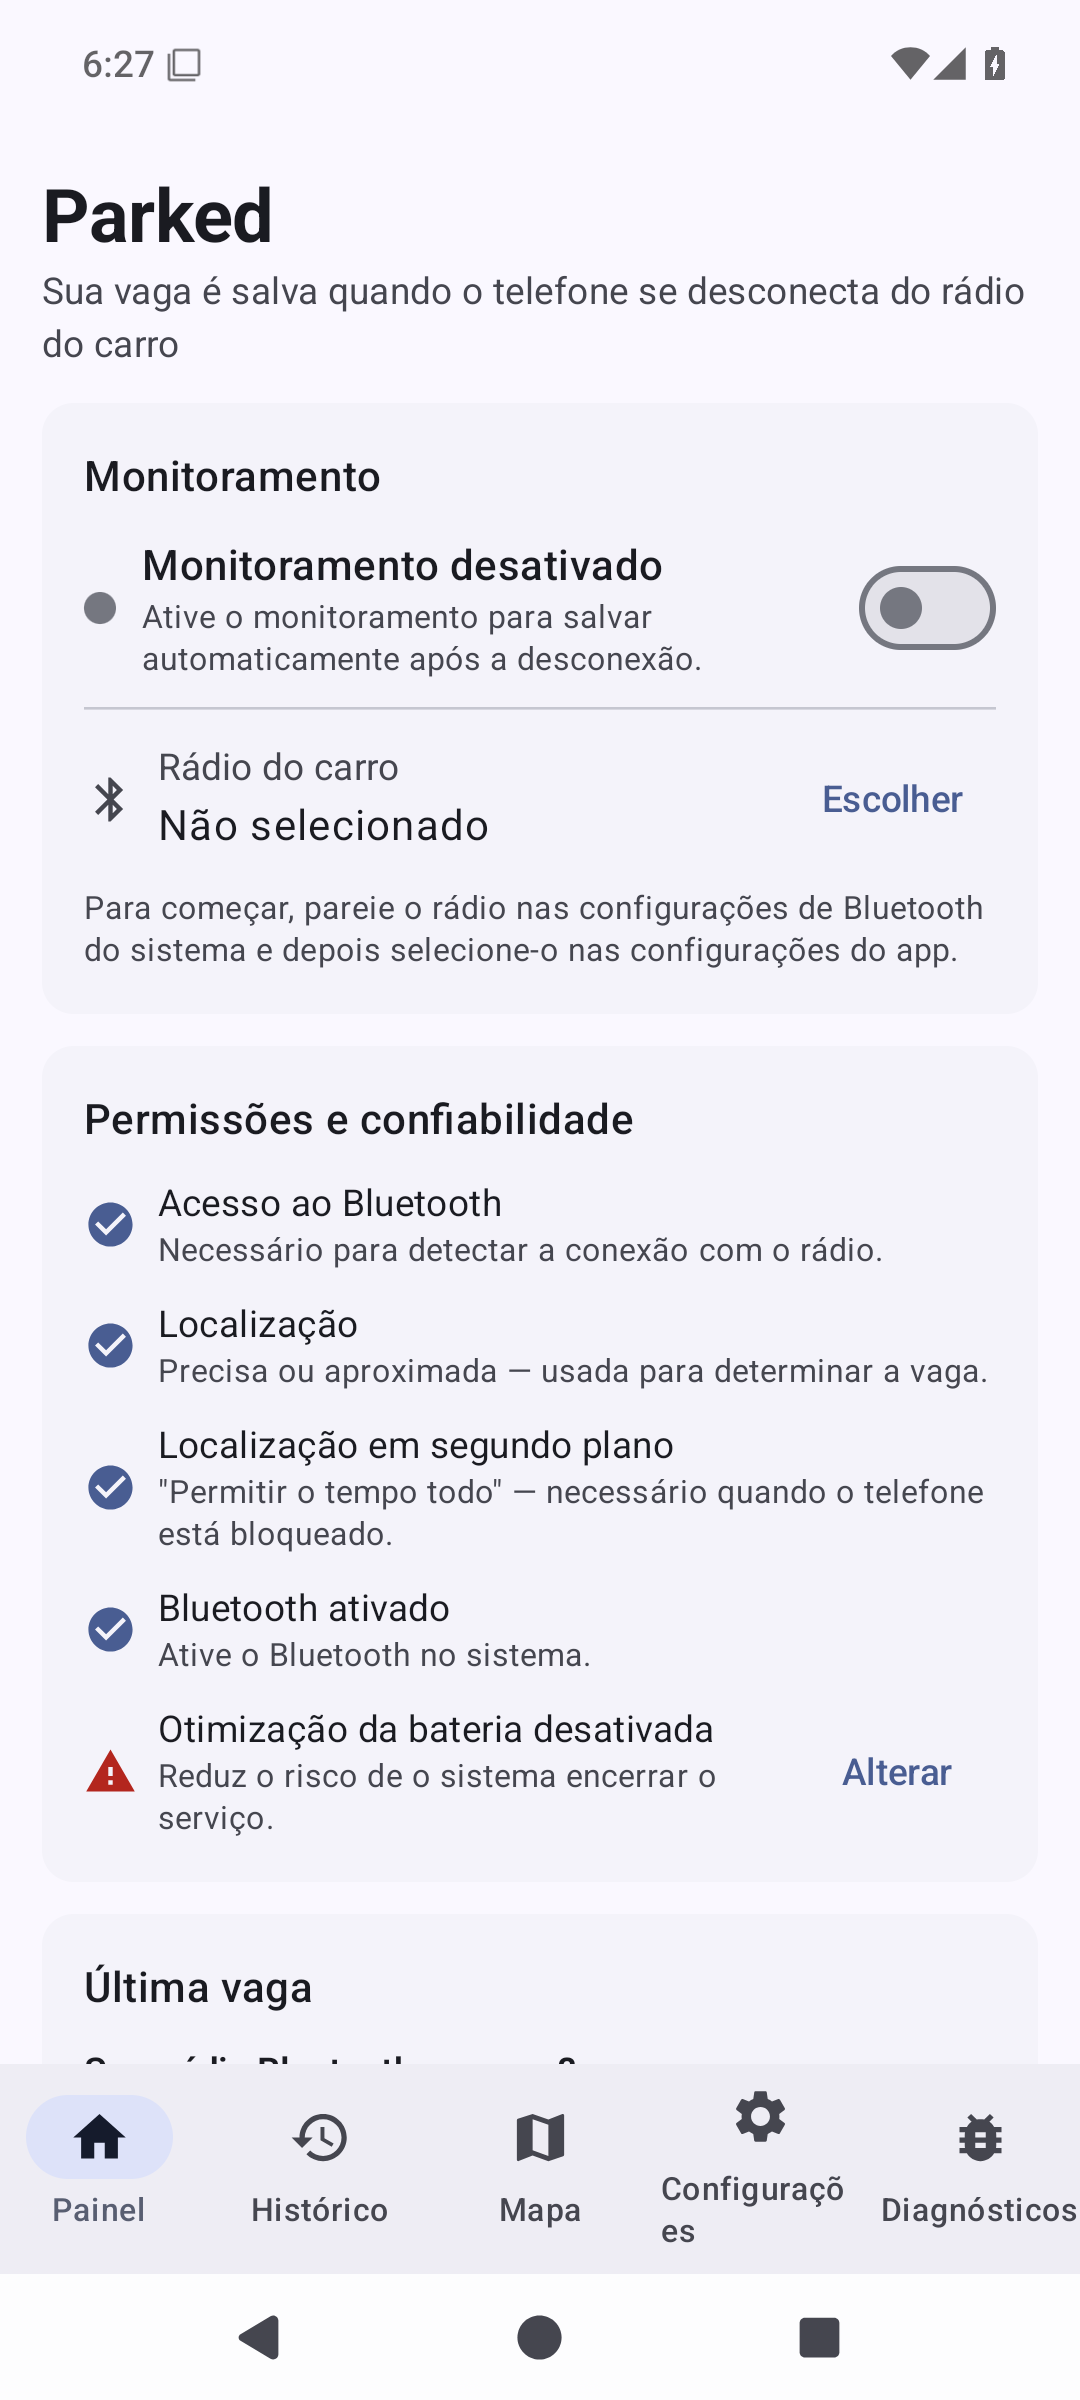 6:27
Parked
Sua vaga é salva quando o telefone se desconecta do rádio
do carro
Monitoramento
Monitoramento desativado
Ative o monitoramento para salvar
automaticamente após a desconexão.
Rádio do carro
Não selecionado
Escolher
Para começar, pareie o rádio nas configurações de Bluetooth
do sistema e depois selecione-o nas configurações do app.
Permissões e confiabilidade
Acesso ao Bluetooth
Necessário para detectar a conexão com o rádio.
Localização
Precisa ou aproximada — usada para determinar a vaga.
Localização em segundo plano
"Permitir o tempo todo" — necessário quando o telefone
está bloqueado.
Bluetooth ativado
Ative o Bluetooth no sistema.
Otimização da bateria desativada
Reduz o risco de o sistema encerrar o
serviço.
Alterar
Última vaga
Painel
Histórico
Mapa
Configuraçõ
es
Diagnósticos